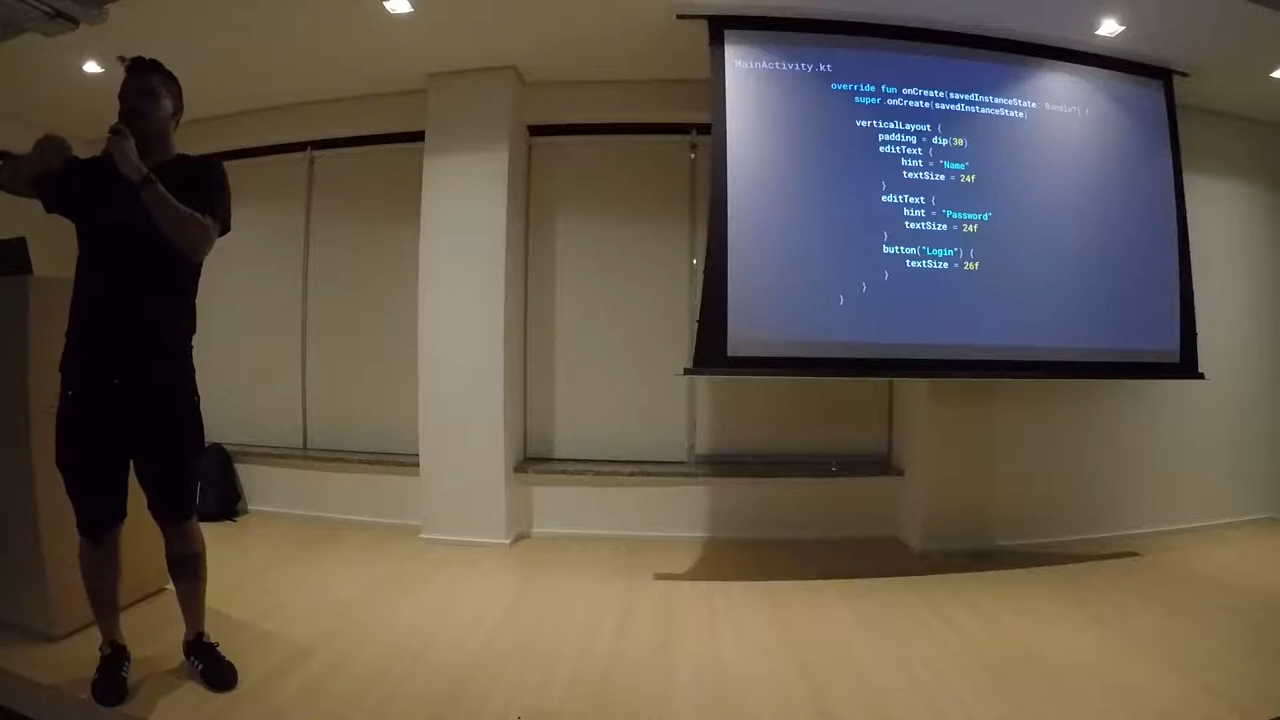 MainActivity.kt
override fun onCreate(savedInstanceState: Bundle?) {
super.onCreate(savedInstanceState)
verticalLayout {
padding = dip(30)
editText {
hint = "Name"
textSize = 24f
}
editText {
hint = "Password"
textSize = 24f
}
button("Login") {
textSize = 26f
}
}
}